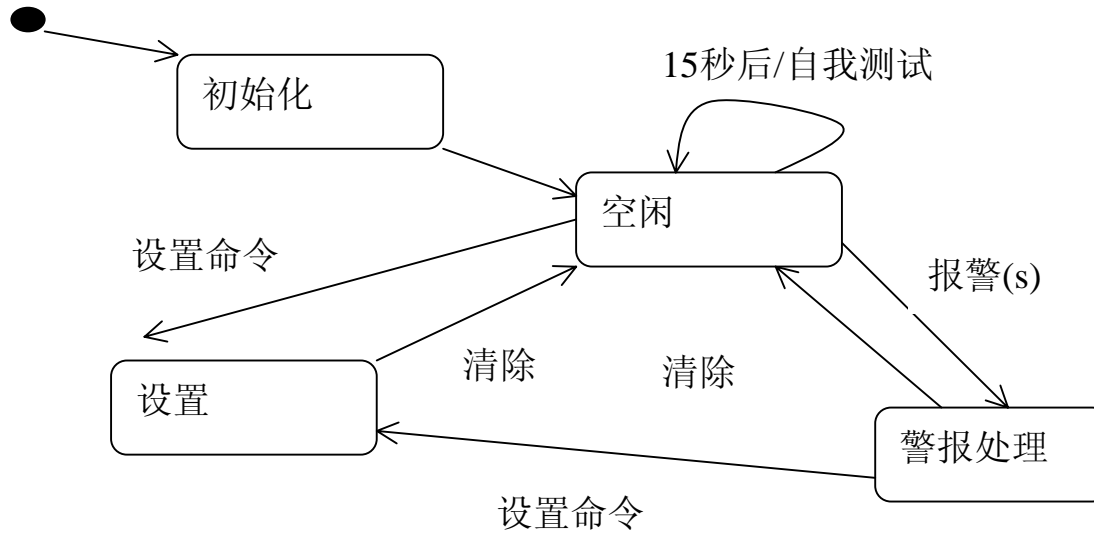 15秒后/自我测试
初始化
空闲
设置命令
报警(s)
清除
清除
设置
警报处理
设置命令